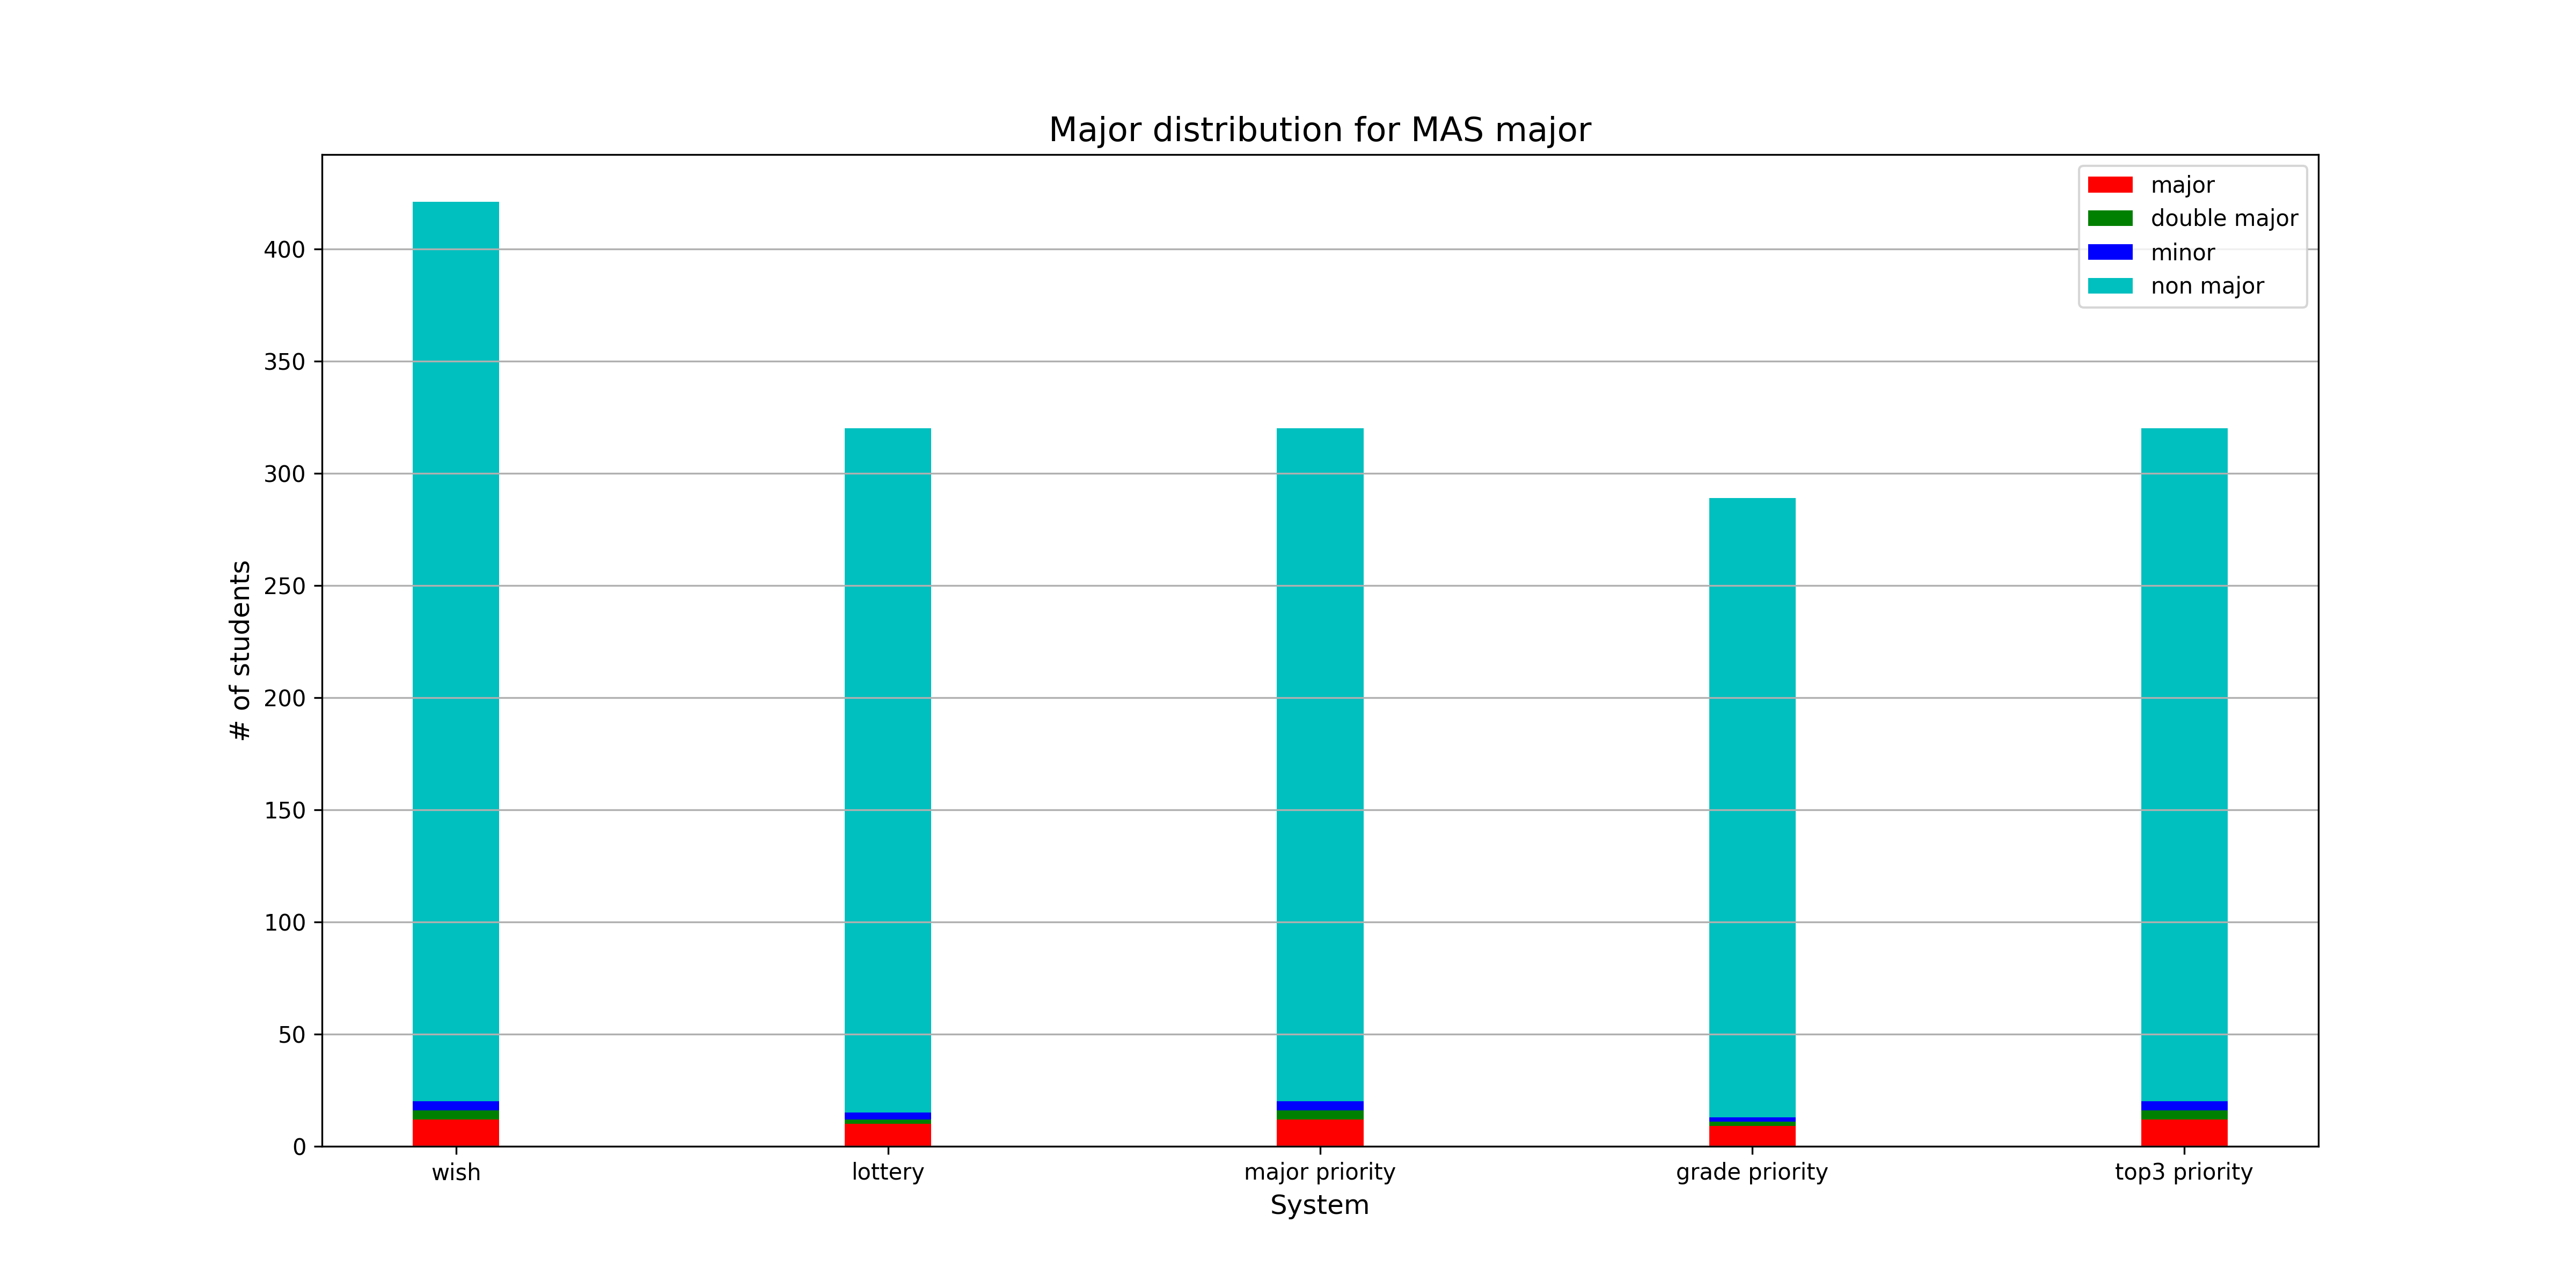 Major distribution for MAS major
major
double major
minor
non major
400
350
300
250
200
150
100
50
0
# of students
wish
lottery
major priority
grade priority
top3 priority
System